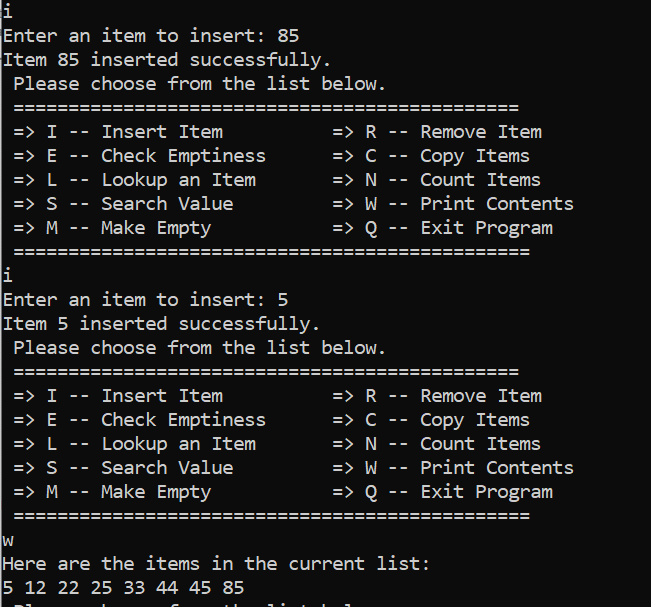 i
Enter an item to insert: 85
Item 85 inserted successfully.
 Please choose from the list below.
 ==============================================
 => I -- Insert Item          => R -- Remove Item
 => E -- Check Emptiness      => C -- Copy Items
 => L -- Lookup an Item       => N -- Count Items
 => S -- Search Value         => W -- Print Contents
 => M -- Make Empty           => Q -- Exit Program
 ===============================================
i
Enter an item to insert: 5
Item 5 inserted successfully.
 Please choose from the list below.
 ==============================================
 => I -- Insert Item          => R -- Remove Item
 => E -- Check Emptiness      => C -- Copy Items
 => L -- Lookup an Item       => N -- Count Items
 => S -- Search Value         => W -- Print Contents
 => M -- Make Empty           => Q -- Exit Program
 ===============================================
w
Here are the items in the current list:
5 12 22 25 33 44 45 85